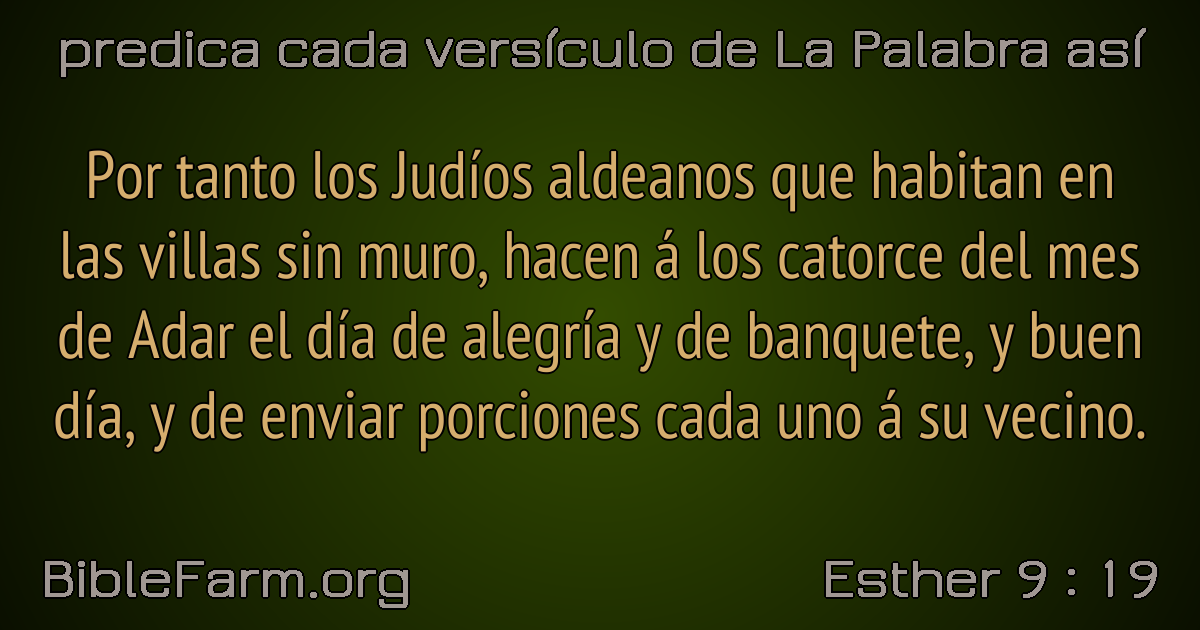 predica cada versículo de La Palabra así
Por tanto los Judíos aldeanos que habitan en
las villas sin muro, hacen á los catorce del mes
de Adar el día de alegría y de banquete, y buen
día, y de enviar porciones cada uno á su vecino.
BibleFarm.org
Esther 9 : 19